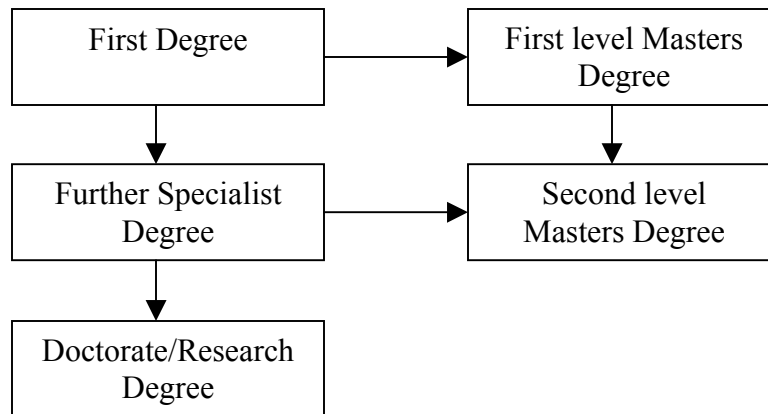 First Degree
First level Masters
Degree
Further Specialist
Degree
Second level
Masters Degree
Doctorate/Research
Degree